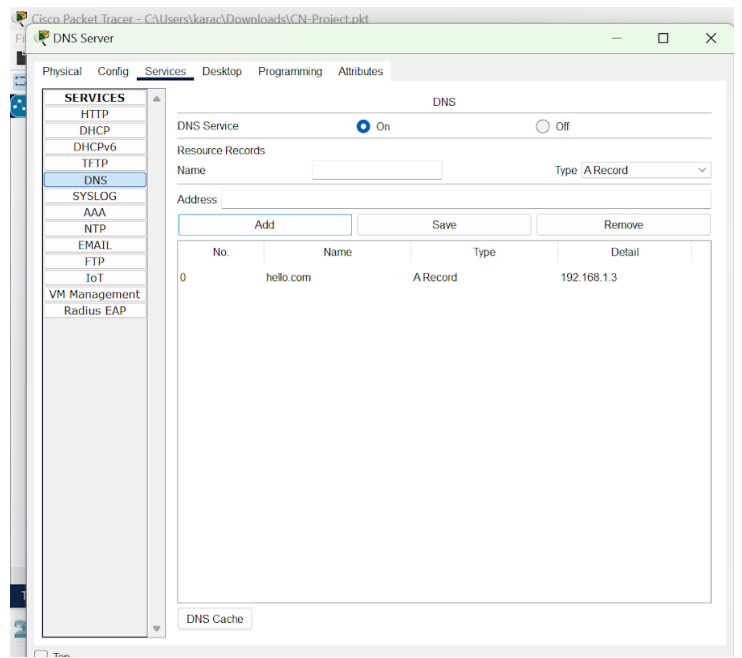 Cisco Packet Tracer - C:\Users\karac\Downloads\CN-Project.pkt
Fi
DNS Server
Physical Config Services Desktop Programming Attributes
SERVICES
HTTP
DHCP
DHCPv6
TFTP
DNS
SYSLOG
AAA
NTP
EMAIL
FTP
IoT
VM Management
Radius EAP
DNS
DNS Service On Off
Resource Records
Name Type A Record
Address
Add Save Remove
No. Name Type Detail
0 hello.com A Record 192.168.1.3
DNS Cache
Top